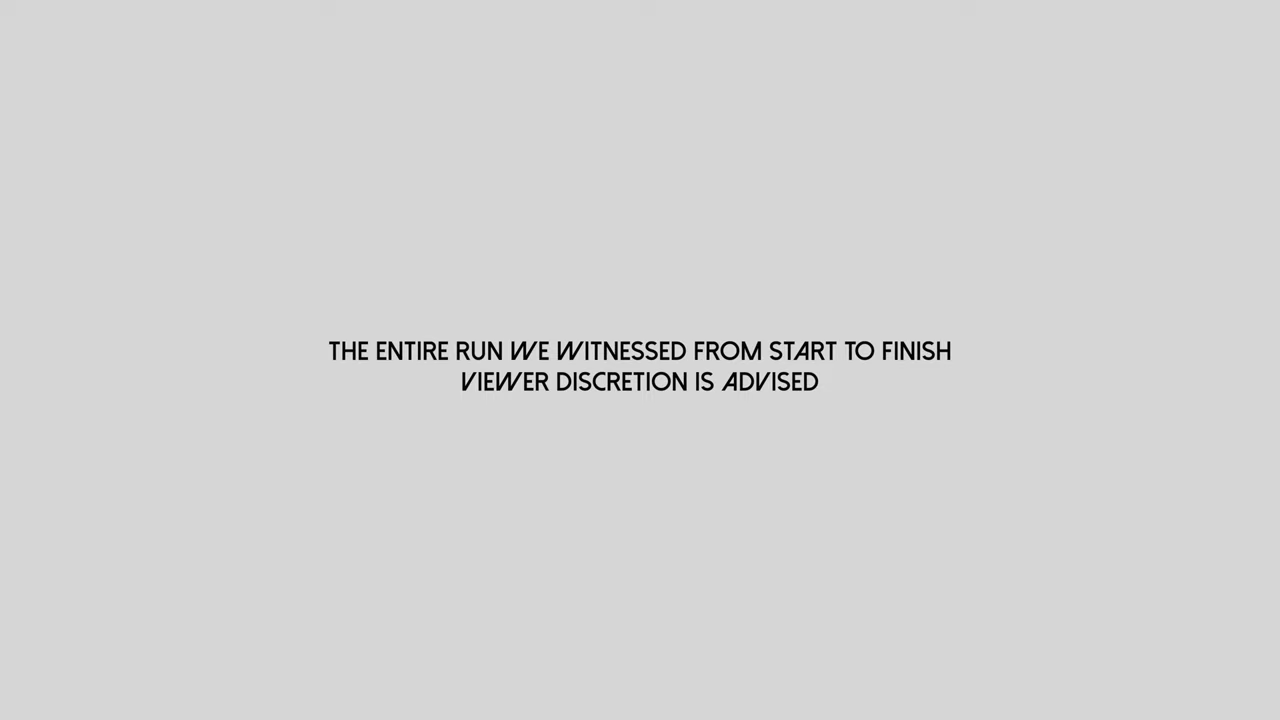 THE ENTIRE RUN WE WITNESSED FROM START TO FINISH
VIEWER DISCRETION IS ADVISED